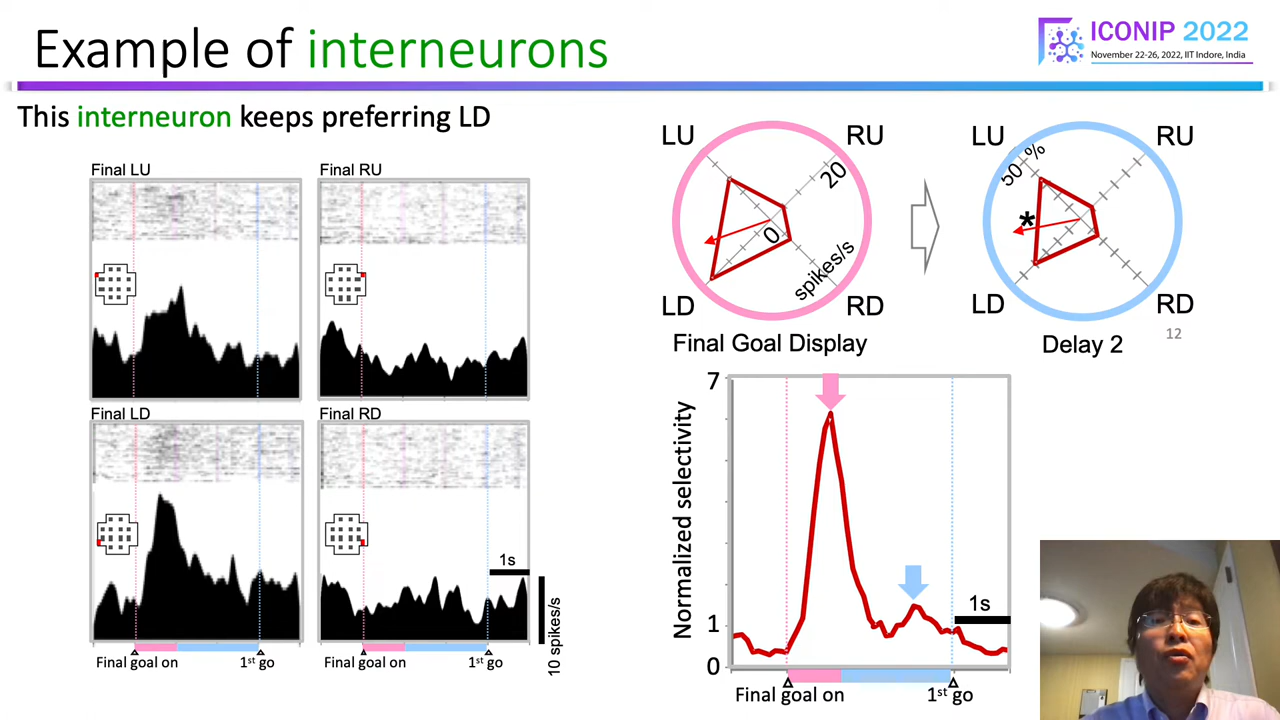 Example of interneurons
ICONIP 2022
November 22-26, 2022, IIT Indore, India
This interneuron keeps preferring LD
Final LU
Final RU
Final LD
Final RD
1s
10 spikes/s
Final goal on
1st go
Final goal on
1st go
LU
RU
20
0
spikes/s
LD
RD
Final Goal Display
LU
RU
50 %
*
LD
RD
Delay 2
12
7
Normalized selectivity
1
0
1s
Final goal on
1st go